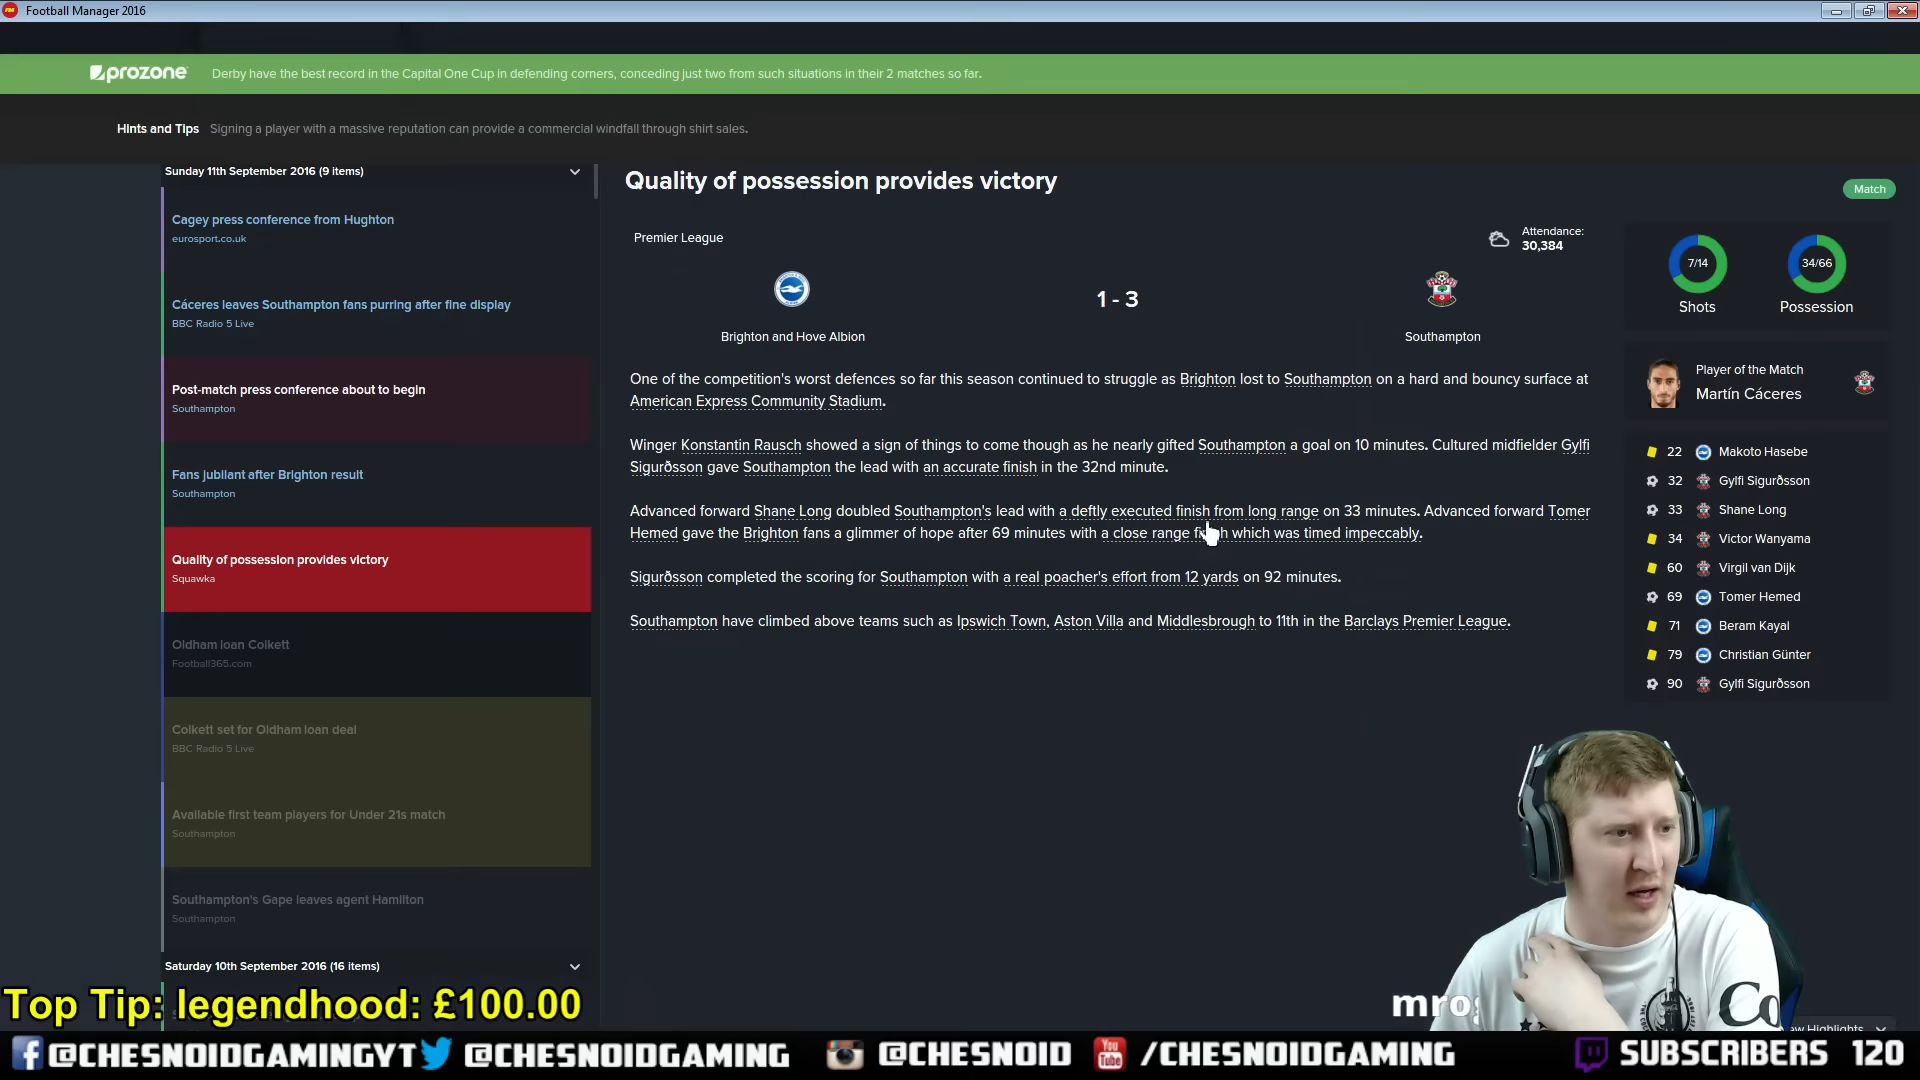 Football Manager 2016
prozone Derby have the best record in the Capital One Cup in defending corners, conceding just two from such situations in their 2 matches so far.
Hints and Tips Signing a player with a massive reputation can provide a commercial windfall through shirt sales.
Sunday 11th September 2016 (9 items)
Cagey press conference from Hughton
eurosport.co.uk
Cáceres leaves Southampton fans purring after fine display
BBC Radio 5 Live
Post-match press conference about to begin
Southampton
Fans jubilant after Brighton result
Southampton
Quality of possession provides victory
Squawka
Oldham loan Colkett
Football365.com
Colkett set for Oldham loan deal
BBC Radio 5 Live
Available first team players for Under 21s match
Southampton
Southampton's Gape leaves agent Hamilton
Southampton
Saturday 10th September 2016 (16 items)
Quality of possession provides victory
Match
Premier League
Attendance:
30,384
1 - 3
Brighton and Hove Albion
Southampton
One of the competition's worst defences so far this season continued to struggle as Brighton lost to Southampton on a hard and bouncy surface at
American Express Community Stadium.
Winger Konstantin Rausch showed a sign of things to come though as he nearly gifted Southampton a goal on 10 minutes. Cultured midfielder Gylfi
Sigurðsson gave Southampton the lead with an accurate finish in the 32nd minute.
Advanced forward Shane Long doubled Southampton's lead with a deftly executed finish from long range on 33 minutes. Advanced forward Tomer
Hemed gave the Brighton fans a glimmer of hope after 69 minutes with a close range which was timed impeccably.
Sigurðsson completed the scoring for Southampton with a real poacher's effort from 12 yards on 92 minutes.
Southampton have climbed above teams such as Ipswich Town, Aston Villa and Middlesbrough to 11th in the Barclays Premier League.
7/14
Shots
34/66
Possession
Player of the Match
Martín Cáceres
22 Makoto Hasebe
32 Gylfi Sigurðsson
33 Shane Long
34 Victor Wanyama
60 Virgil van Dijk
69 Tomer Hemed
71 Beram Kayal
79 Christian Günter
90 Gylfi Sigurðsson
Highlights
Top Tip: legendhood: £100.00
@CHESNOIDGAMINGYT @CHESNOIDGAMING @CHESNOID You Tube /CHESNOIDGAMING SUBSCRIBERS 120